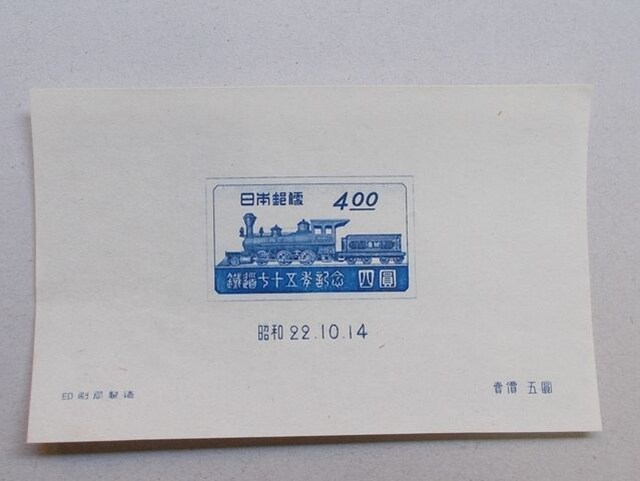 日本郵便 4.00
鐵道七十五年記念 四圓
昭和 22.10.14
印刷局製造
賣價 五圓